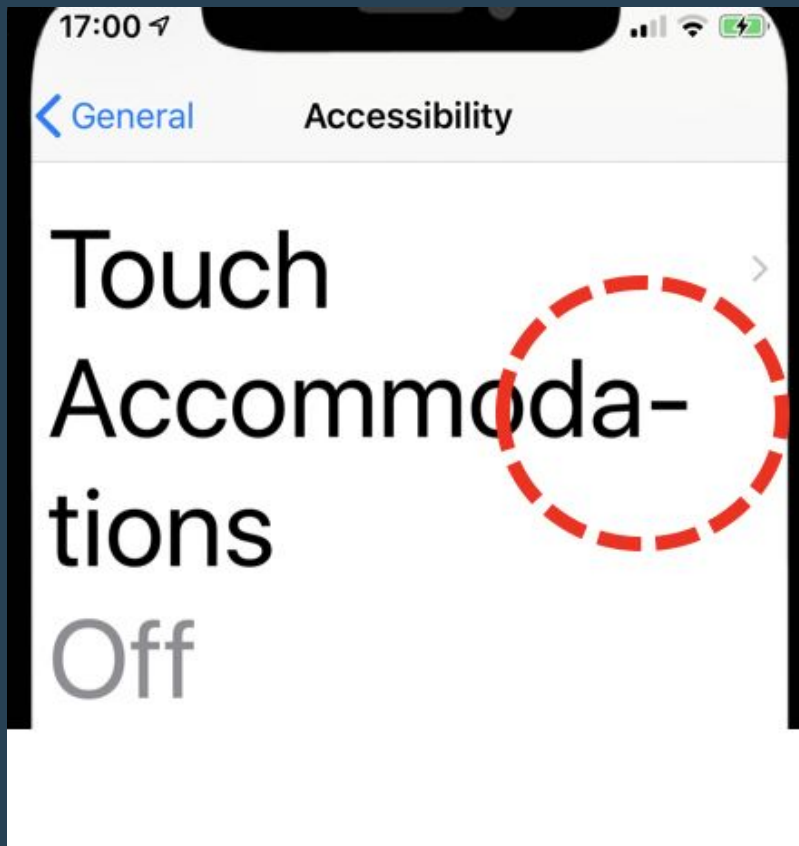 17:00
General Accessibility
Touch
Accommoda-
tions
Off